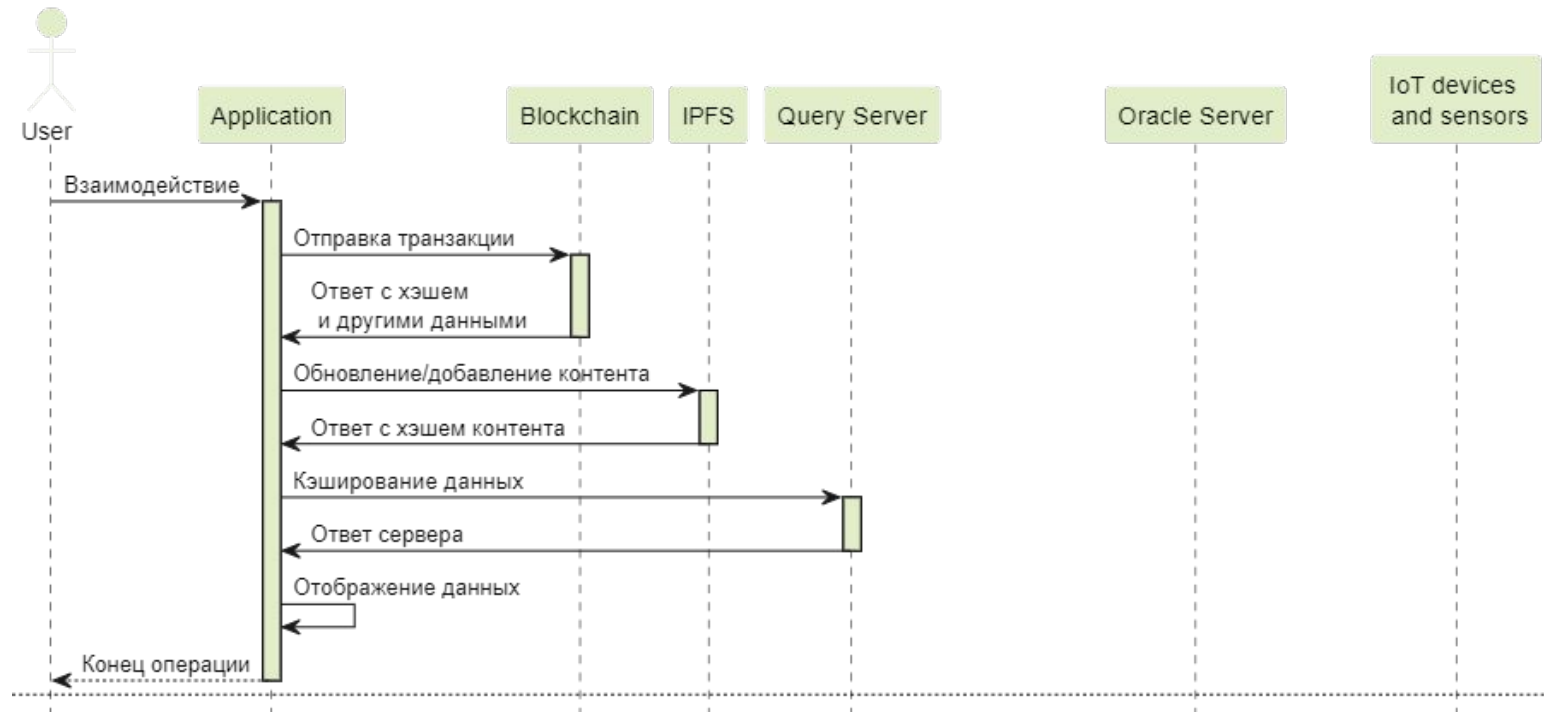 User
Application
Blockchain
IPFS
Query Server
Oracle Server
IoT devices
and sensors
Взаимодействие
Отправка транзакции
Ответ с хэшем
и другими данными
Обновление/добавление контента
Ответ с хэшем контента
Кэширование данных
Ответ сервера
Отображение данных
Конец операции